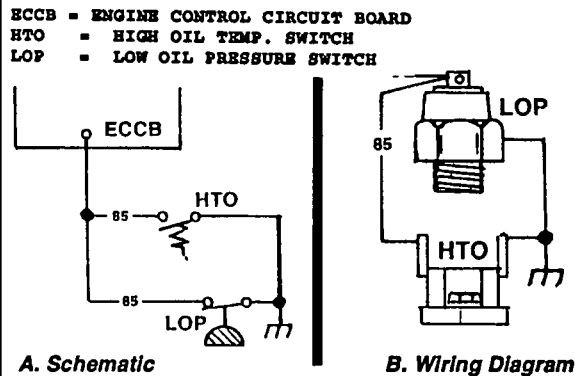 ECCB = ENGINE CONTROL CIRCUIT BOARD
HTO = HIGH OIL TEMP. SWITCH
LOP = LOW OIL PRESSURE SWITCH
ECCB
HTO
85
85
LOP
A. Schematic
LOP
85
HTO
B. Wiring Diagram